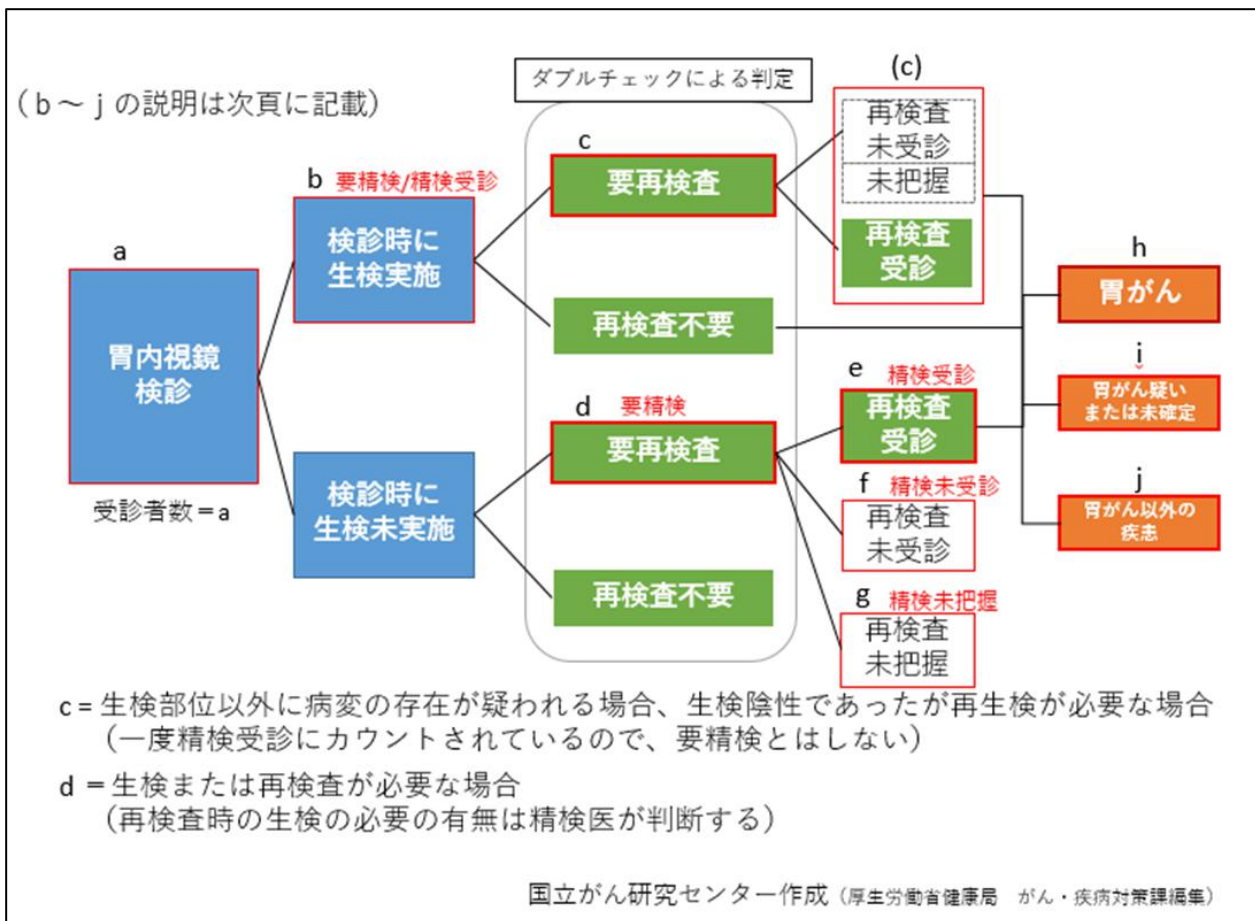 （b～jの説明は次頁に記載）
ダブルチェックによる判定
a
胃内視鏡
検診
受診者数＝a
b 要精検/精検受診
検診時に
生検実施
検診時に
生検未実施
c
要再検査
再検査不要
d 要精検
要再検査
再検査不要
(c)
再検査
未受診
未把握
再検査
受診
e 精検受診
再検査
受診
f 精検未受診
再検査
未受診
g 精検未把握
再検査
未把握
h
胃がん
i
胃がん疑い
または未確定
j
胃がん以外の
疾患
c = 生検部位以外に病変の存在が疑われる場合、生検陰性であったが再生検が必要な場合
（一度精検受診にカウントされているので、要精検とはしない）
d ＝生検または再検査が必要な場合
（再検査時の生検の必要の有無は精検医が判断する）
国立がん研究センター作成（厚生労働省健康局　がん・疾病対策課編集）